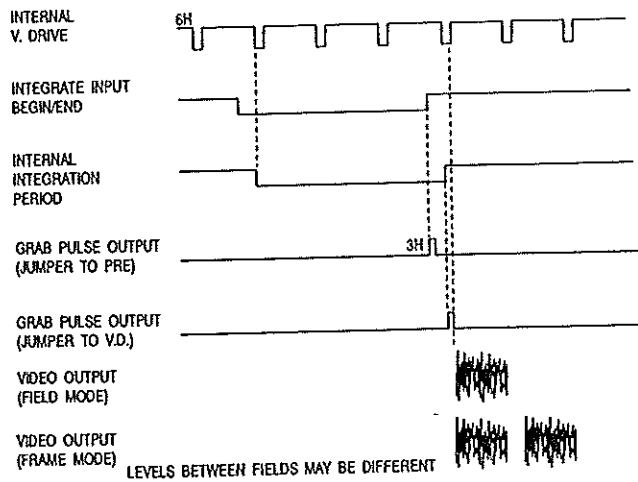 INTERNAL
V. DRIVE
6H
INTEGRATE INPUT
BEGIN/END
INTERNAL
INTEGRATION
PERIOD
GRAB PULSE OUTPUT
(JUMPER TO PRE)
3H
GRAB PULSE OUTPUT
(JUMPER TO V.D.)
VIDEO OUTPUT
(FIELD MODE)
VIDEO OUTPUT
(FRAME MODE)
LEVELS BETWEEN FIELDS MAY BE DIFFERENT